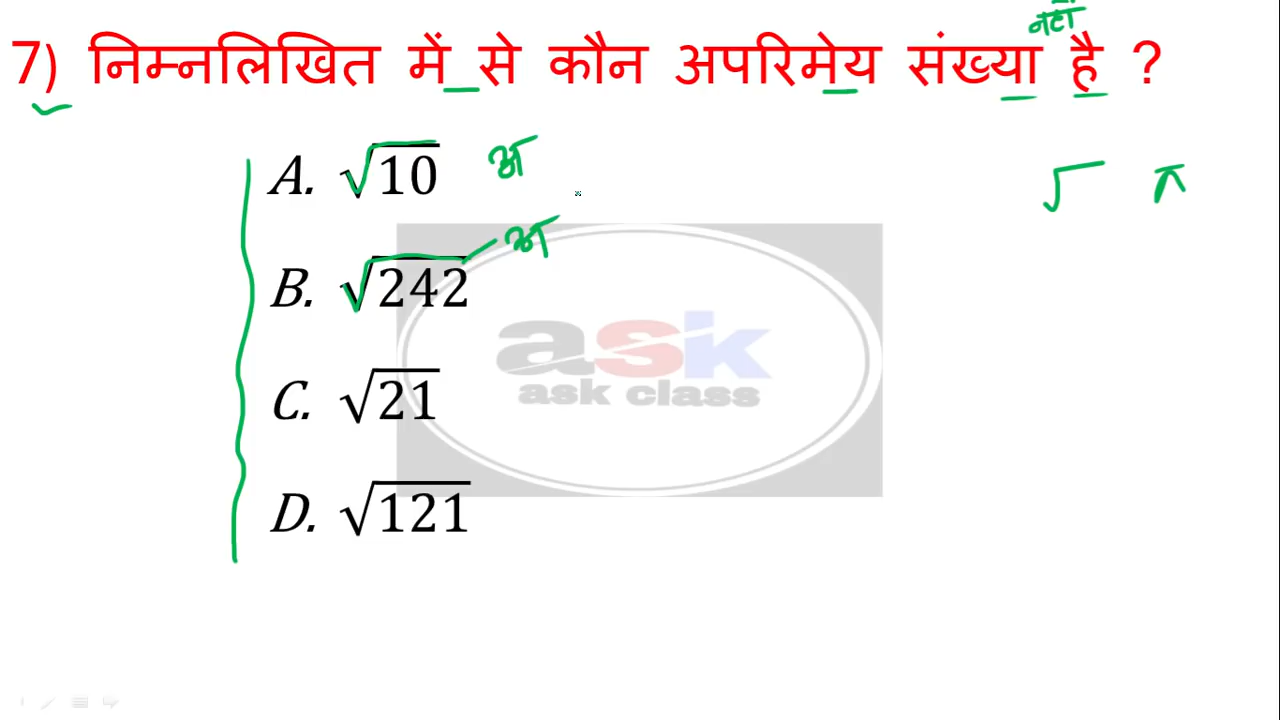 नहीं
7) निम्नलिखित में से कौन अपरिमेय संख्या है ?
A. √10 अ
√ π
B. √242 अ
C. √21
D. √121
ask
ask class